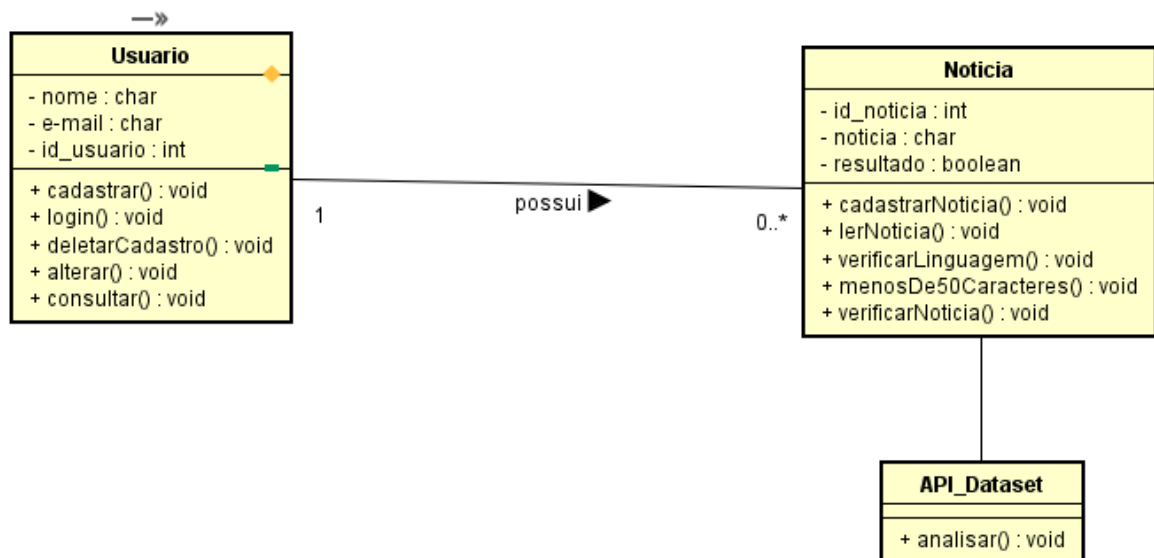 Usuario
- nome : char
- e-mail : char
- id_usuario : int
+ cadastrar() : void
+ login() : void
+ deletarCadastro() : void
+ alterar() : void
+ consultar() : void
1
possui
0..*
Noticia
- id_noticia : int
- noticia : char
- resultado : boolean
+ cadastrarNoticia() : void
+ lerNoticia() : void
+ verificarLinguagem() : void
+ menosDe50Caracteres() : void
+ verificarNoticia() : void
API_Dataset
+ analisar() : void